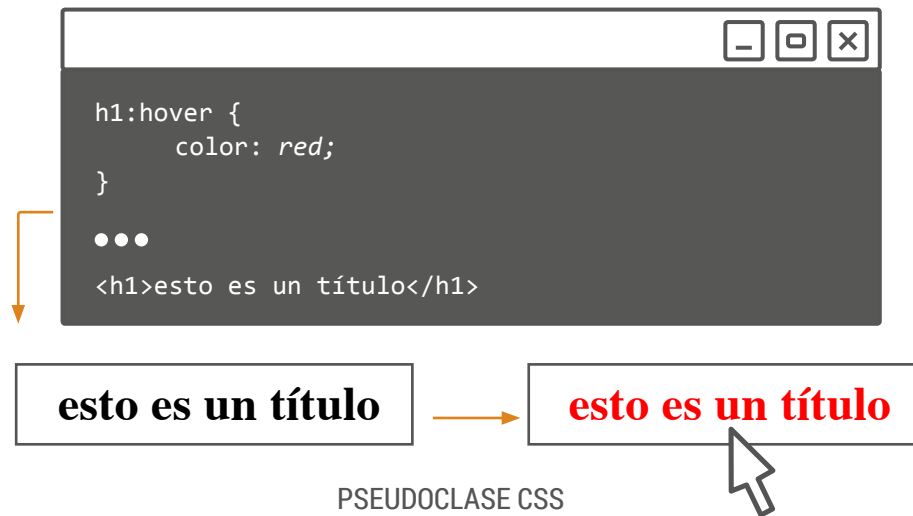 h1:hover {
color: red;
}
<h1>esto es un título</h1>
esto es un título
esto es un título
PSEUDOCLASE CSS